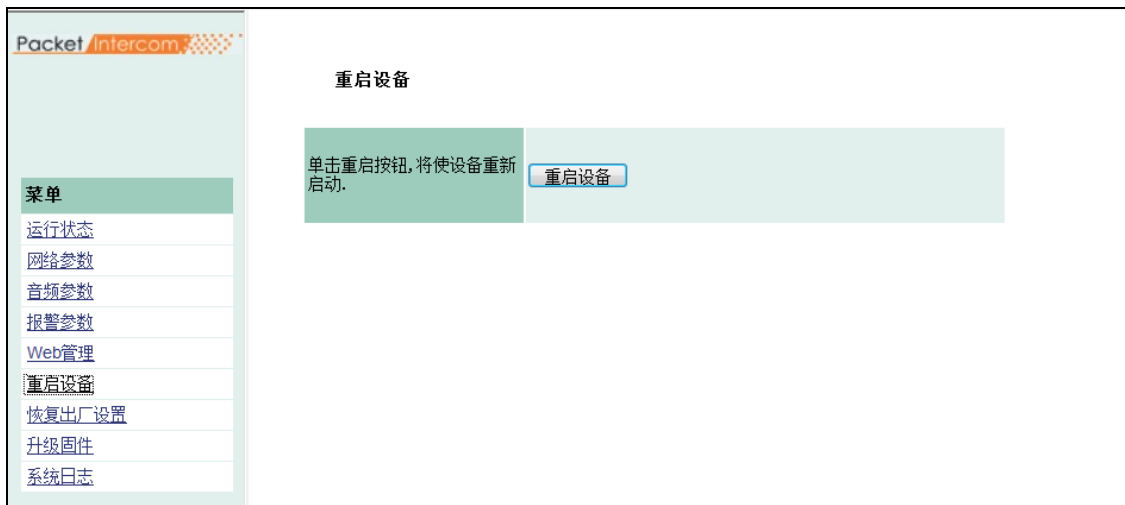 Packet Intercom
菜单
运行状态
网络参数
音频参数
报警参数
Web管理
重启设备
恢复出厂设置
升级固件
系统日志
重启设备
单击重启按钮,将使设备重新
启动.
重启设备